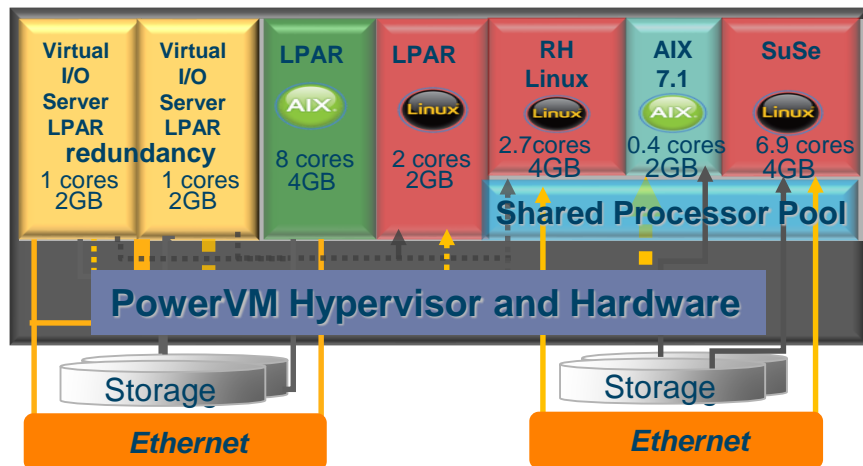 Virtual
I/O
Server
LPAR
Virtual
I/O
Server
LPAR
redundancy
1 cores
2GB
1 cores
2GB
LPAR
AIX
8 cores
4GB
LPAR
Linux
2 cores
2GB
RH
Linux
Linux
2.7cores
4GB
AIX
7.1
AIX
0.4 cores
2GB
SuSe
Linux
6.9 cores
4GB
Shared Processor Pool
PowerVM Hypervisor and Hardware
Storage
Storage
Ethernet
Ethernet